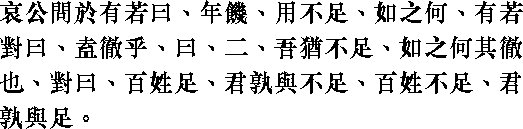 哀公問於有若曰、年饑、用不足、如之何、有若
對曰、盍徹乎、曰、二、吾猶不足、如之何其徹
也、對曰、百姓足、君孰與不足、百姓不足、君
孰與足。